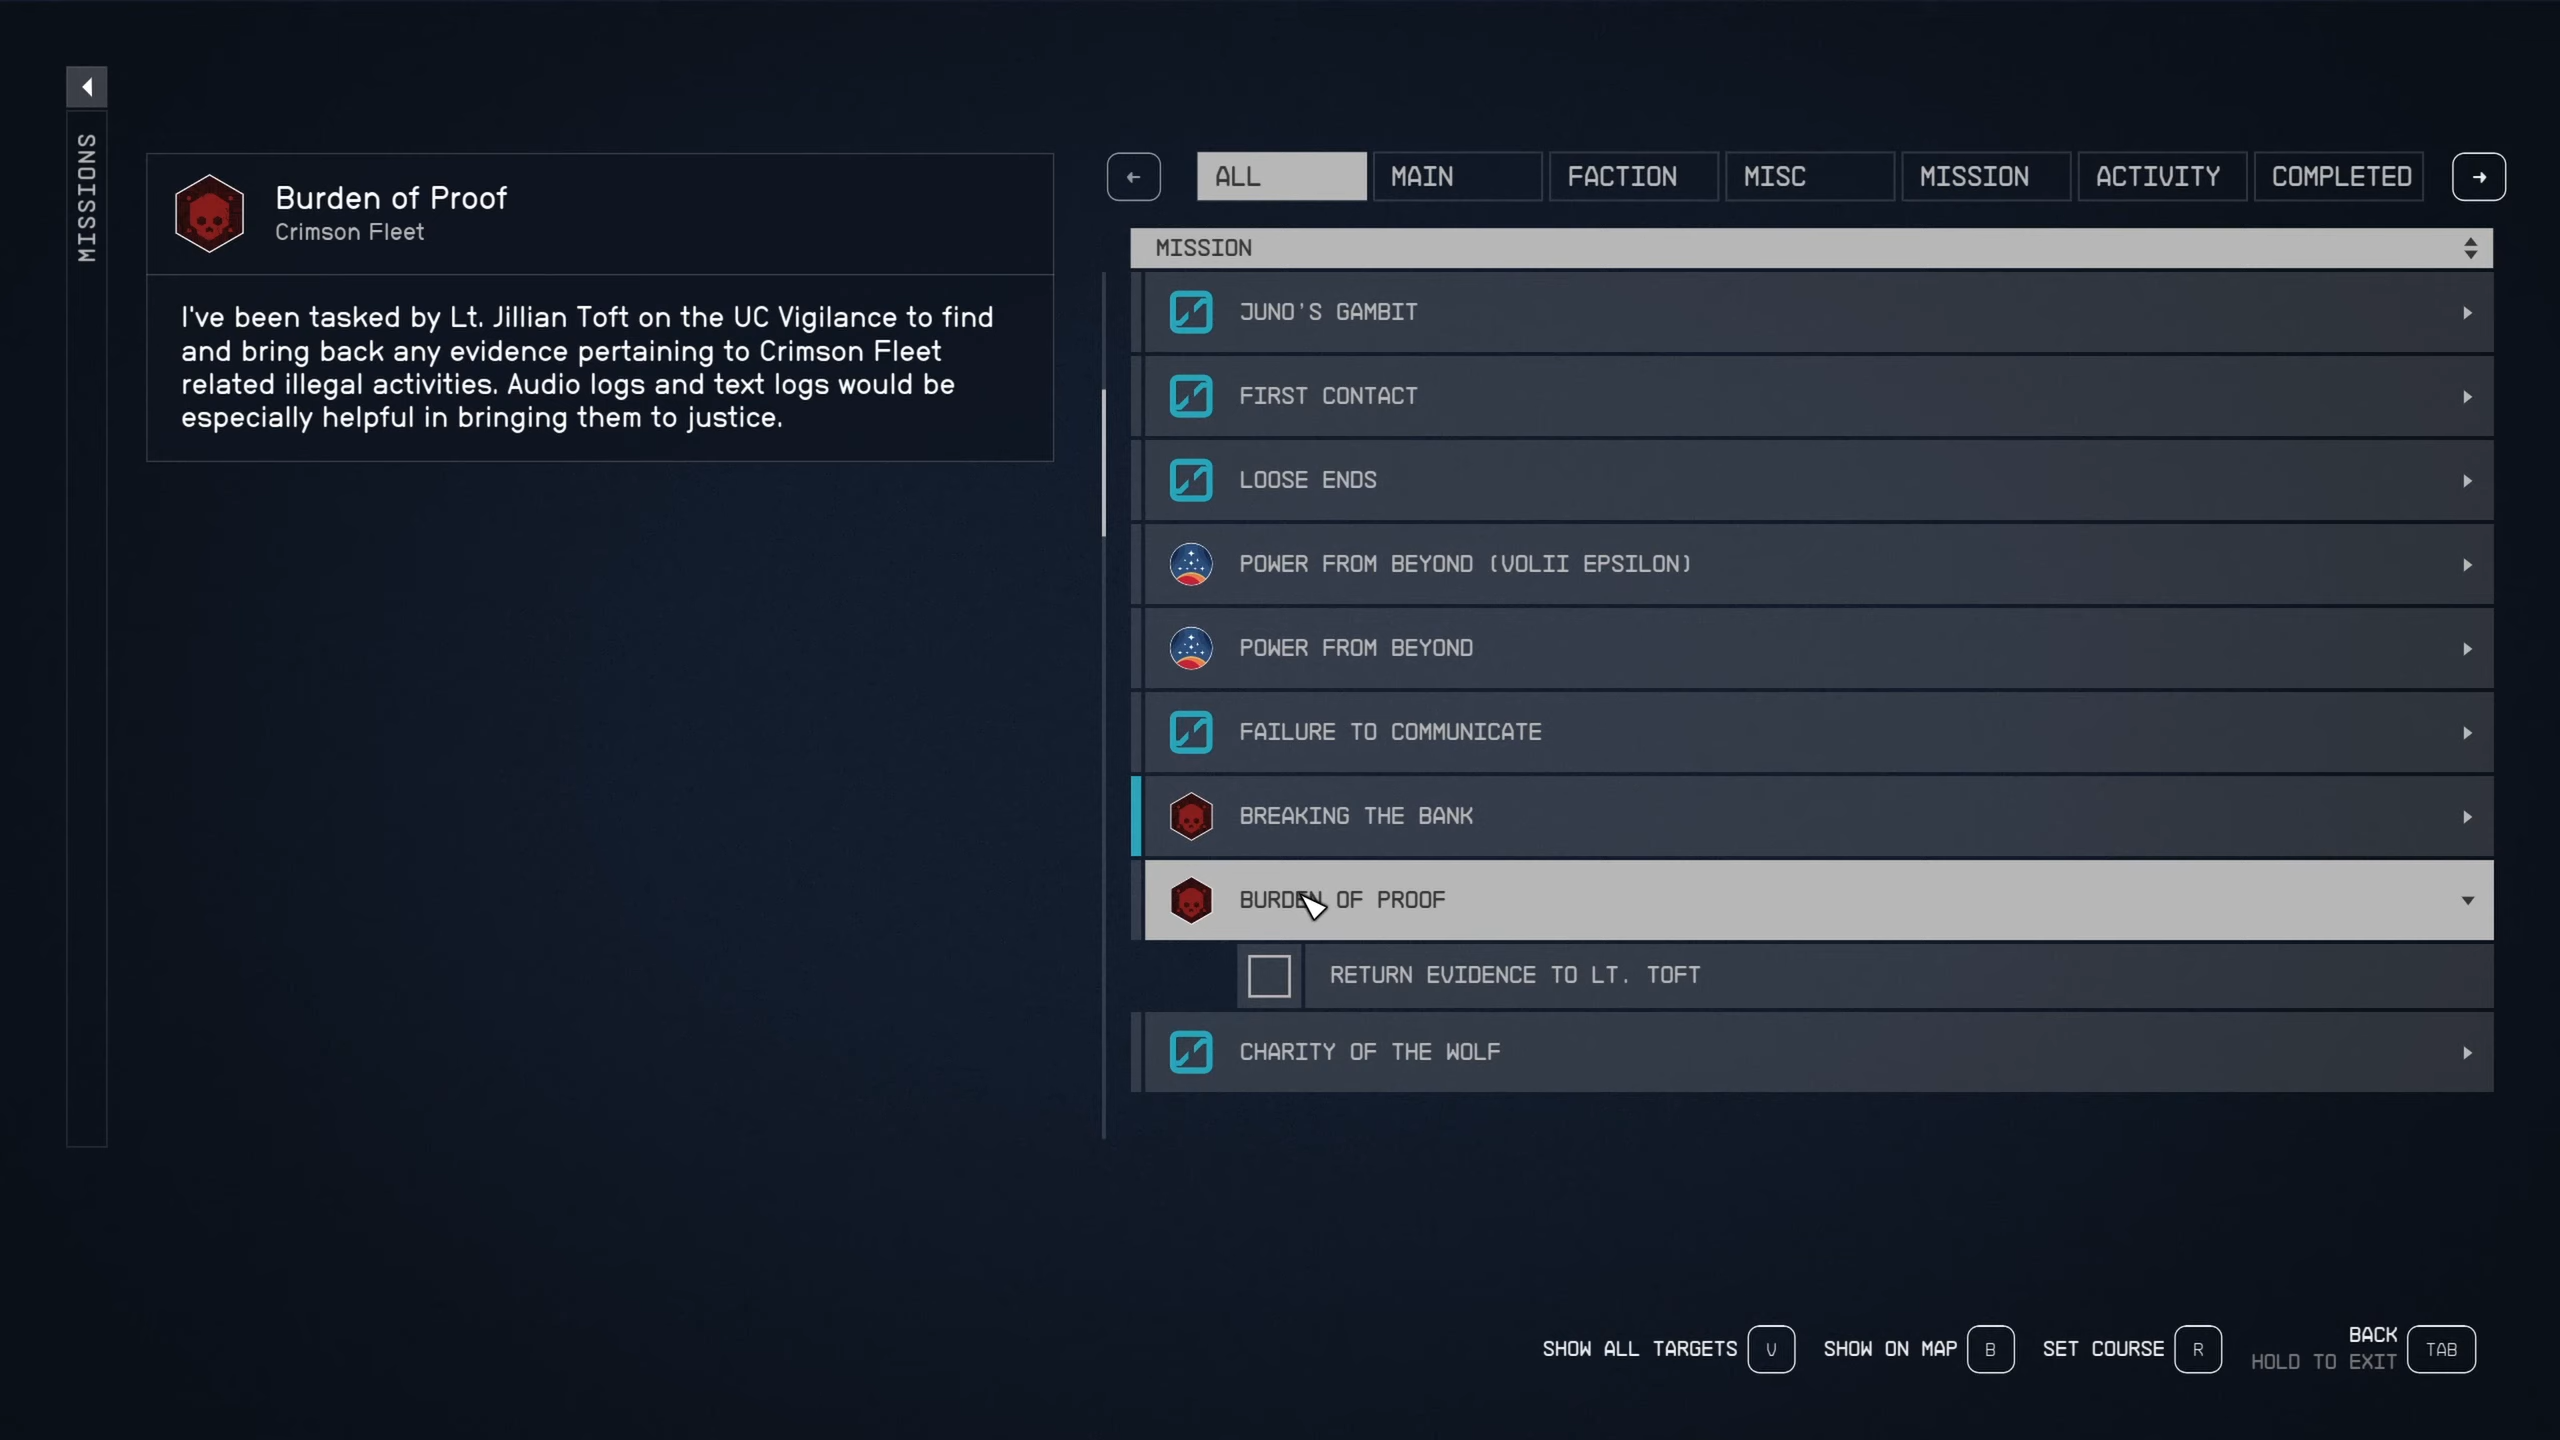 MISSIONS
Burden of Proof
Crimson Fleet
I've been tasked by Lt. Jillian Toft on the UC Vigilance to find
and bring back any evidence pertaining to Crimson Fleet
related illegal activities. Audio logs and text logs would be
especially helpful in bringing them to justice.
ALL MAIN FACTION MISC MISSION ACTIVITY COMPLETED
MISSION
JUNO'S GAMBIT
FIRST CONTACT
LOOSE ENDS
POWER FROM BEYOND (VOLII EPSILON)
POWER FROM BEYOND
FAILURE TO COMMUNICATE
BREAKING THE BANK
BURDEN OF PROOF
RETURN EVIDENCE TO LT. TOFT
CHARITY OF THE WOLF
SHOW ALL TARGETS V SHOW ON MAP B SET COURSE R BACK TAB
HOLD TO EXIT